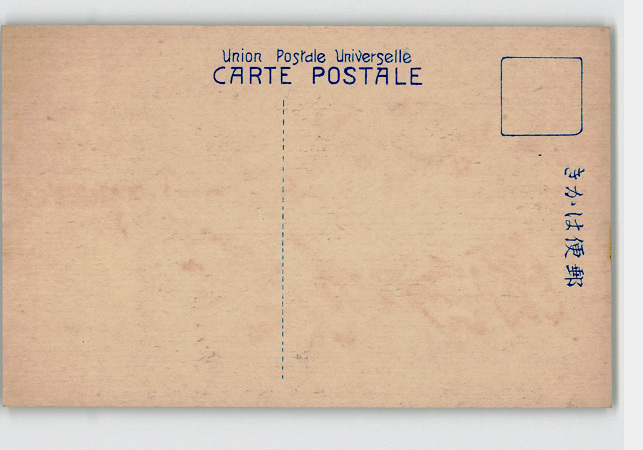 Union Postale Universelle
CARTE POSTALE
きかは便郵